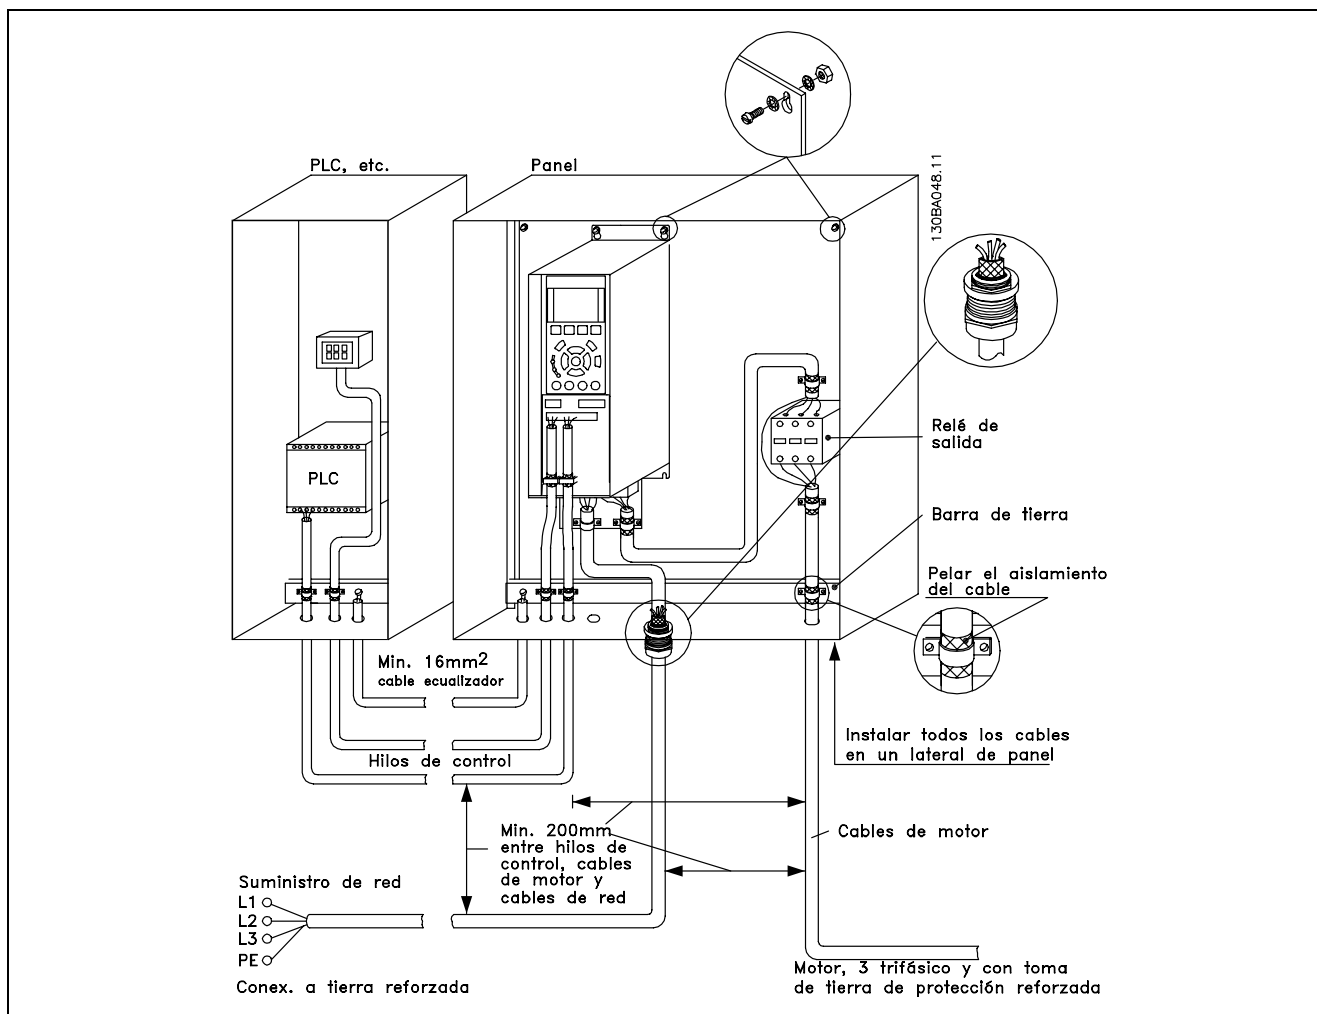 PLC, etc.
Panel
130BA048.11
PLC
Relé de
salida
Barra de tierra
Pelar el aislamiento
del cable
Min. 16mm2
cable ecualizador
Hilos de control
Instalar todos los cables
en un lateral de panel
Min. 200mm
entre hilos de
control, cables
de motor y
cables de red
Cables de motor
Suministro de red
L1
L2
L3
PE
Conex. a tierra reforzada
Motor, 3 trifásico y con toma
de tierra de protección reforzada